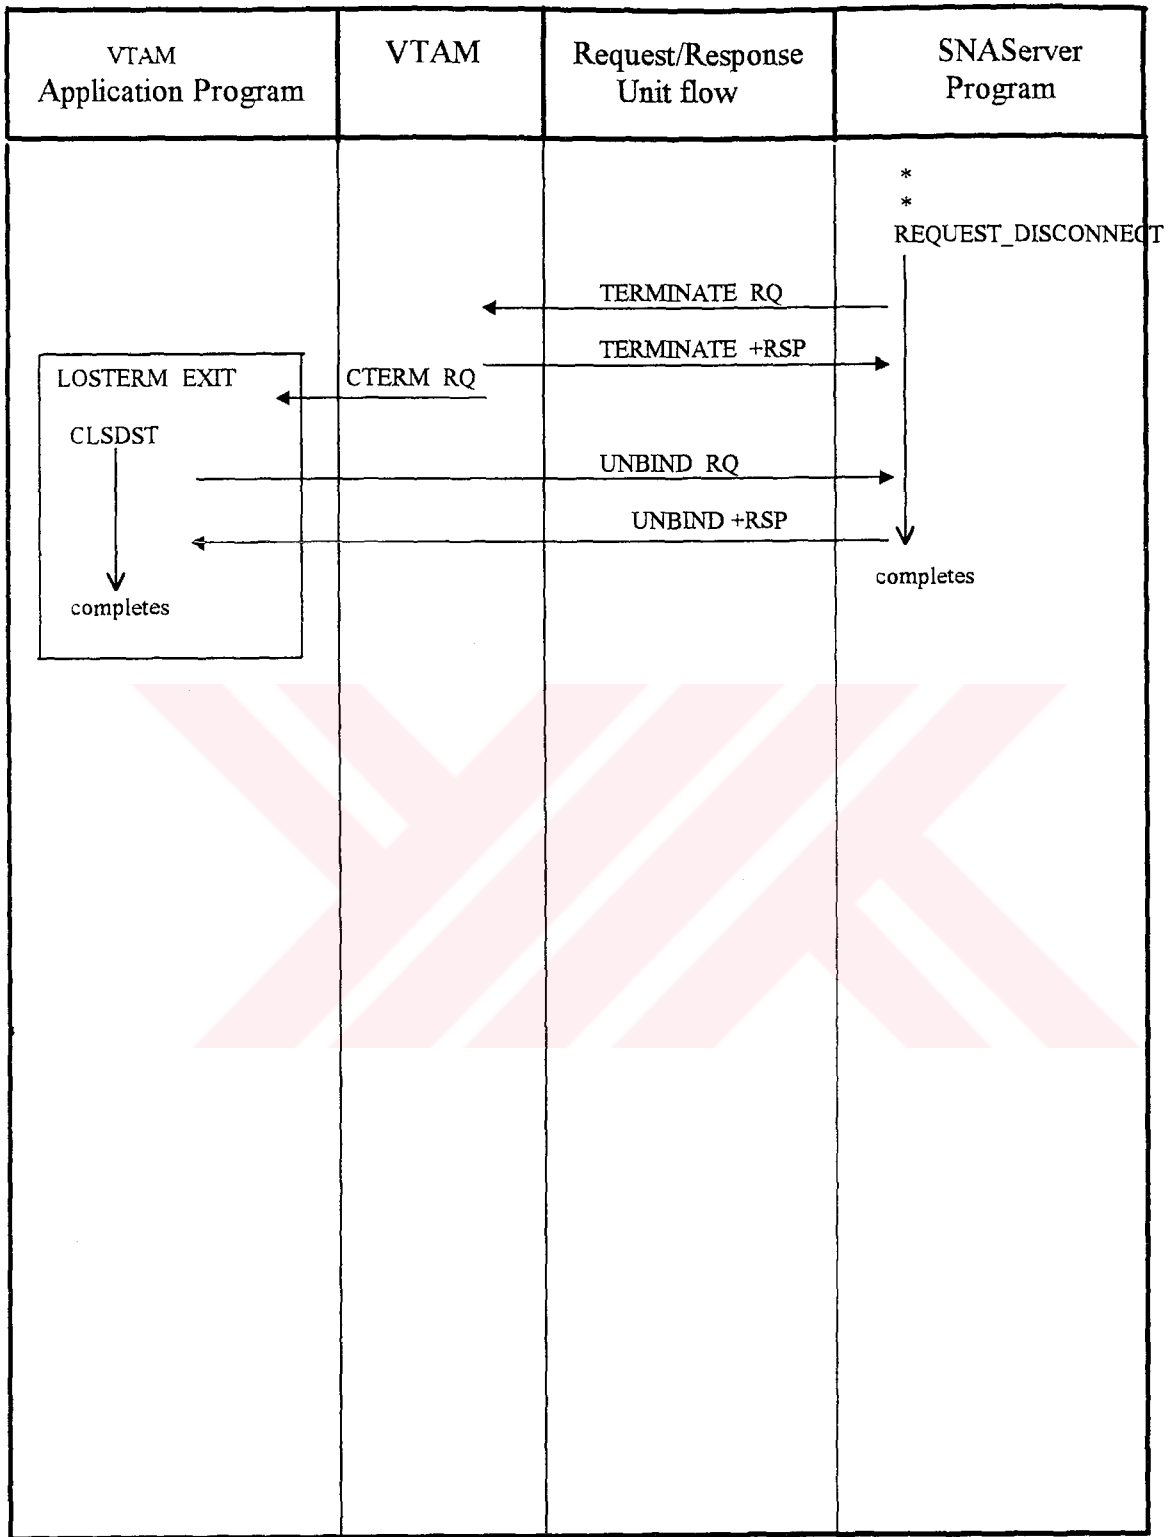 VTAM
Application Program
VTAM
Request/Response
Unit flow
SNAServer
Program
*
*
REQUEST_DISCONNECT
TERMINATE RQ
TERMINATE +RSP
LOSTERM EXIT
CTERM RQ
CLSDST
UNBIND RQ
UNBIND +RSP
completes
completes